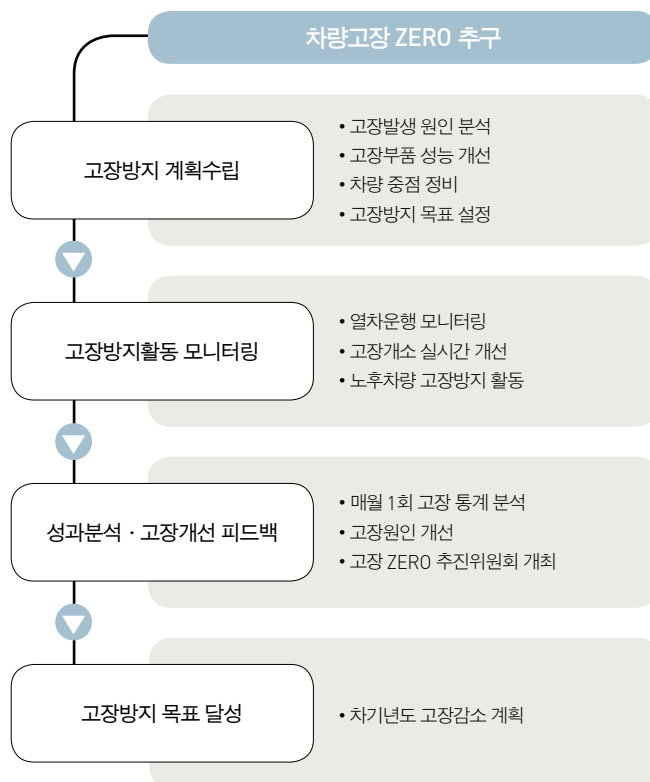 차량고장 ZERO 추구
고장방지 계획수립
• 고장발생 원인 분석
• 고장부품 성능 개선
• 차량 중점 정비
• 고장방지 목표 설정
고장방지활동 모니터링
• 열차운행 모니터링
• 고장개소 실시간 개선
• 노후차량 고장방지 활동
성과분석 · 고장개선 피드백
• 매월 1회 고장 통계 분석
• 고장원인 개선
• 고장 ZERO 추진위원회 개최
고장방지 목표 달성
• 차기년도 고장감소 계획